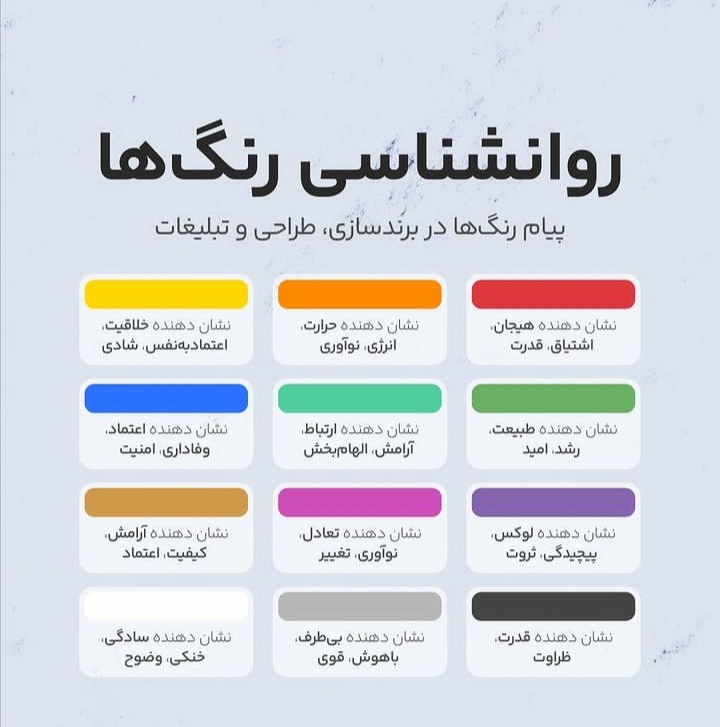 روانشناسی رنگ‌ها
پیام رنگ‌ها در برندسازی، طراحی و تبلیغات
نشان دهنده هیجان،
اشتیاق، قدرت
نشان دهنده حرارت،
انرژی، نوآوری
نشان دهنده خلاقیت،
اعتمادبه‌نفس، شادی
نشان دهنده طبیعت،
رشد، امید
نشان دهنده ارتباط،
آرامش، الهام‌بخش
نشان دهنده اعتماد،
وفاداری، امنیت
نشان دهنده لوکس،
پیچیدگی، ثروت
نشان دهنده تعادل،
نوآوری، تغییر
نشان دهنده آرامش،
کیفیت، اعتماد
نشان دهنده قدرت،
ظراوت
نشان دهنده بی‌طرف،
باهوش، قوی
نشان دهنده سادگی،
خنکی، وضوح